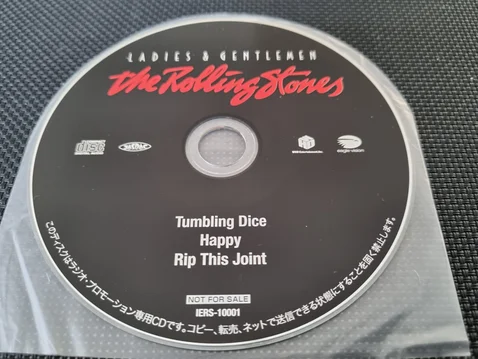 LADIES & GENTLEMEN
the Rolling Stones
DISC
eagle vision
Tumbling Dice
Happy
Rip This Joint
NOT FOR SALE
IERS-10001
このディスクはラジオ・プロモーション専用CDです。コピー、転売、ネットで送信できる状態にすることを固く禁止します。